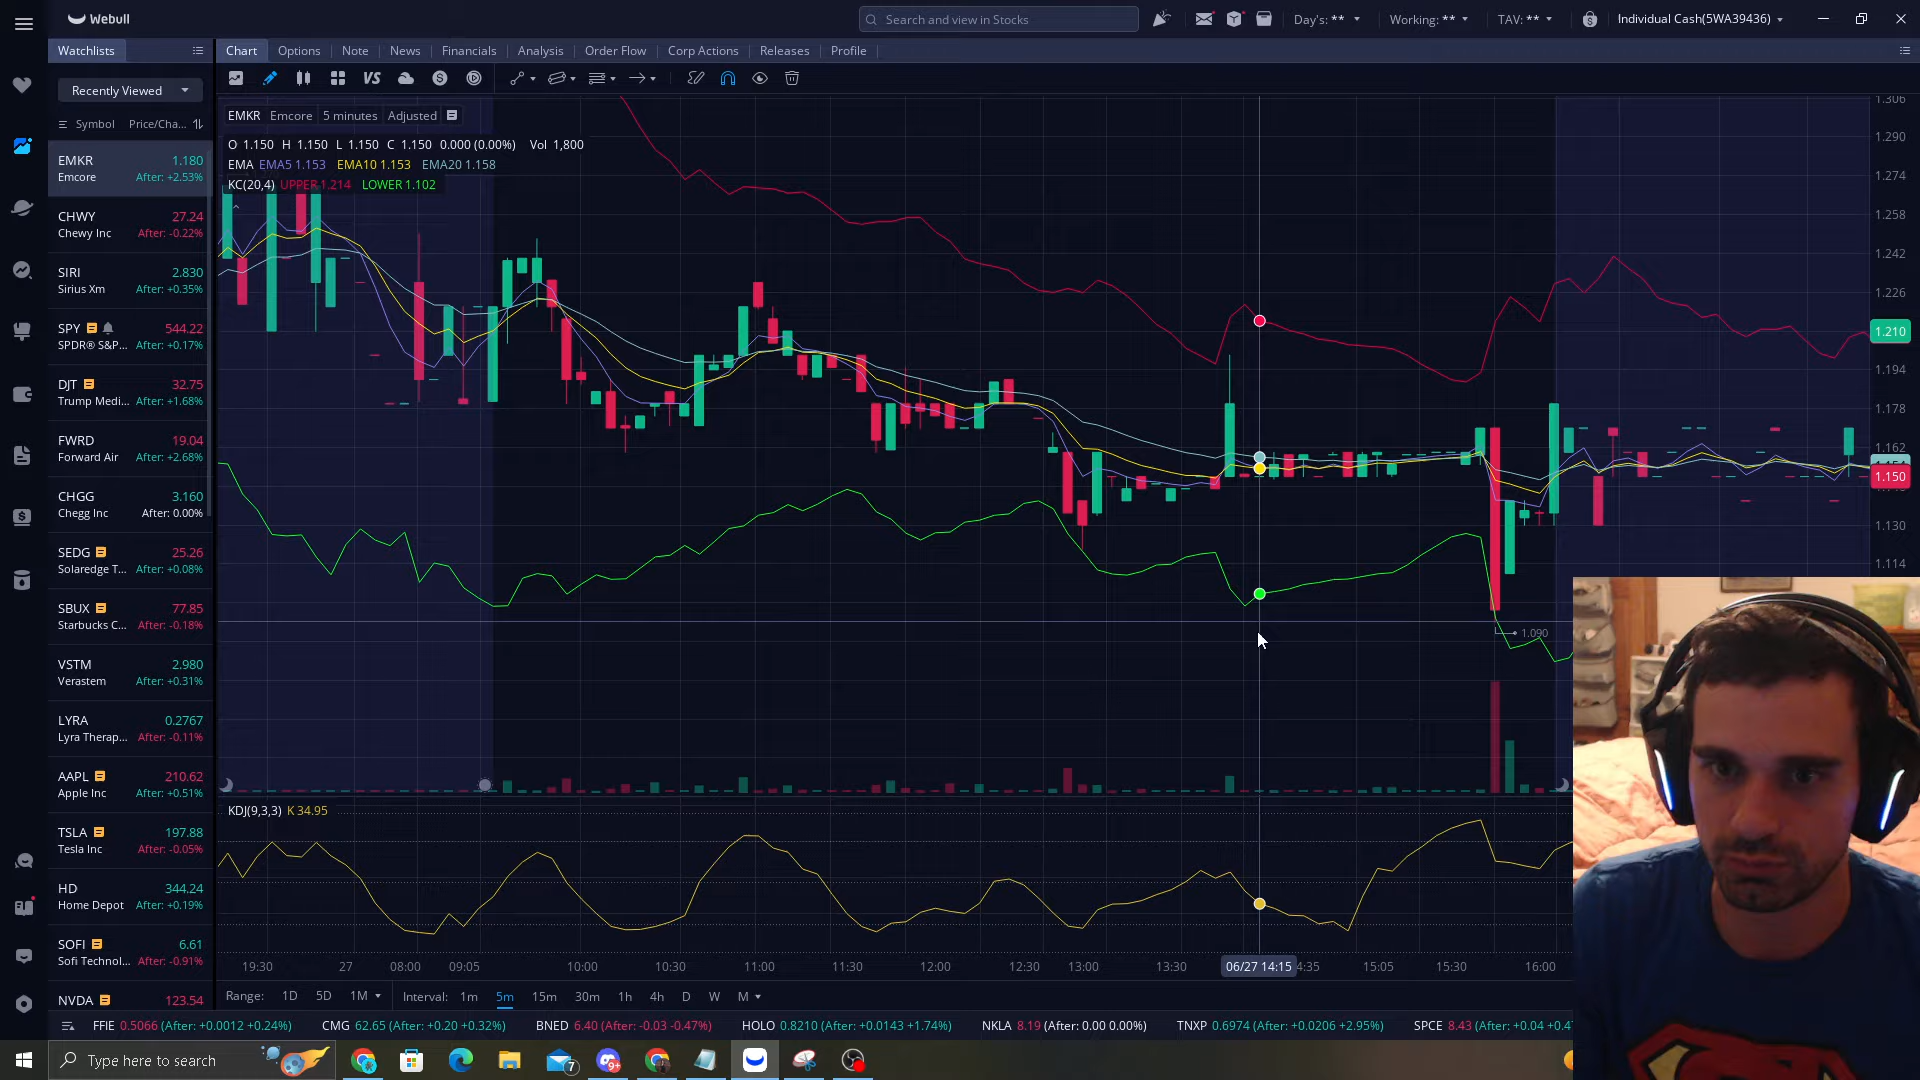 Webull
Search and view in Stocks
Day's: **
Working: **
TAV: **
Individual Cash(5WA39436)
Watchlists
Chart Options Note News Financials Analysis Order Flow Corp Actions Releases Profile
Recently Viewed
VS
Symbol Price/Cha...
EMKR 1.180
Emcore After: +2.53%
CHWY 27.24
Chewy Inc After: -0.22%
SIRI 2.830
Sirius Xm After: +0.35%
SPY 544.22
SPDR® S&P... After: +0.17%
DJT 32.75
Trump Medi... After: +1.68%
FWRD 19.04
Forward Air After: +2.68%
CHGG 3.160
Chegg Inc After: 0.00%
SEDG 25.26
Solaredge T... After: +0.08%
SBUX 77.85
Starbucks C... After: -0.18%
VSTM 2.980
Verastem After: +0.31%
LYRA 0.2767
Lyra Therap... After: -0.11%
AAPL 210.62
Apple Inc After: +0.51%
TSLA 197.88
Tesla Inc After: -0.05%
HD 344.24
Home Depot After: +0.19%
SOFI 6.61
Sofi Technol... After: -0.91%
NVDA 123.54
EMKR Emcore 5 minutes Adjusted
O 1.150 H 1.150 L 1.150 C 1.150 0.000 (0.00%) Vol 1,800
EMA EMA5 1.153 EMA10 1.153 EMA20 1.158
KC(20,4) UPPER 1.214 LOWER 1.102
1.306
1.290
1.274
1.258
1.242
1.226
1.210
1.194
1.178
1.162
1.150
1.130
1.114
1.090
KDJ(9,3,3) K 34.95
19:30 27 08:00 09:05 10:00 10:30 11:00 11:30 12:00 12:30 13:00 13:30 06/27 14:15 4:35 15:05 15:30 16:00
Range: 1D 5D 1M Interval: 1m 5m 15m 30m 1h 4h D W M
FFIE 0.5066 (After: +0.0012 +0.24%) CMG 62.65 (After: +0.20 +0.32%) BNED 6.40 (After: -0.03 -0.47%) HOLO 0.8210 (After: +0.0143 +1.74%) NKLA 8.19 (After: 0.00 0.00%) TNXP 0.6974 (After: +0.0206 +2.95%) SPCE 8.43 (After: +0.04 +0.4
Type here to search
7
9+